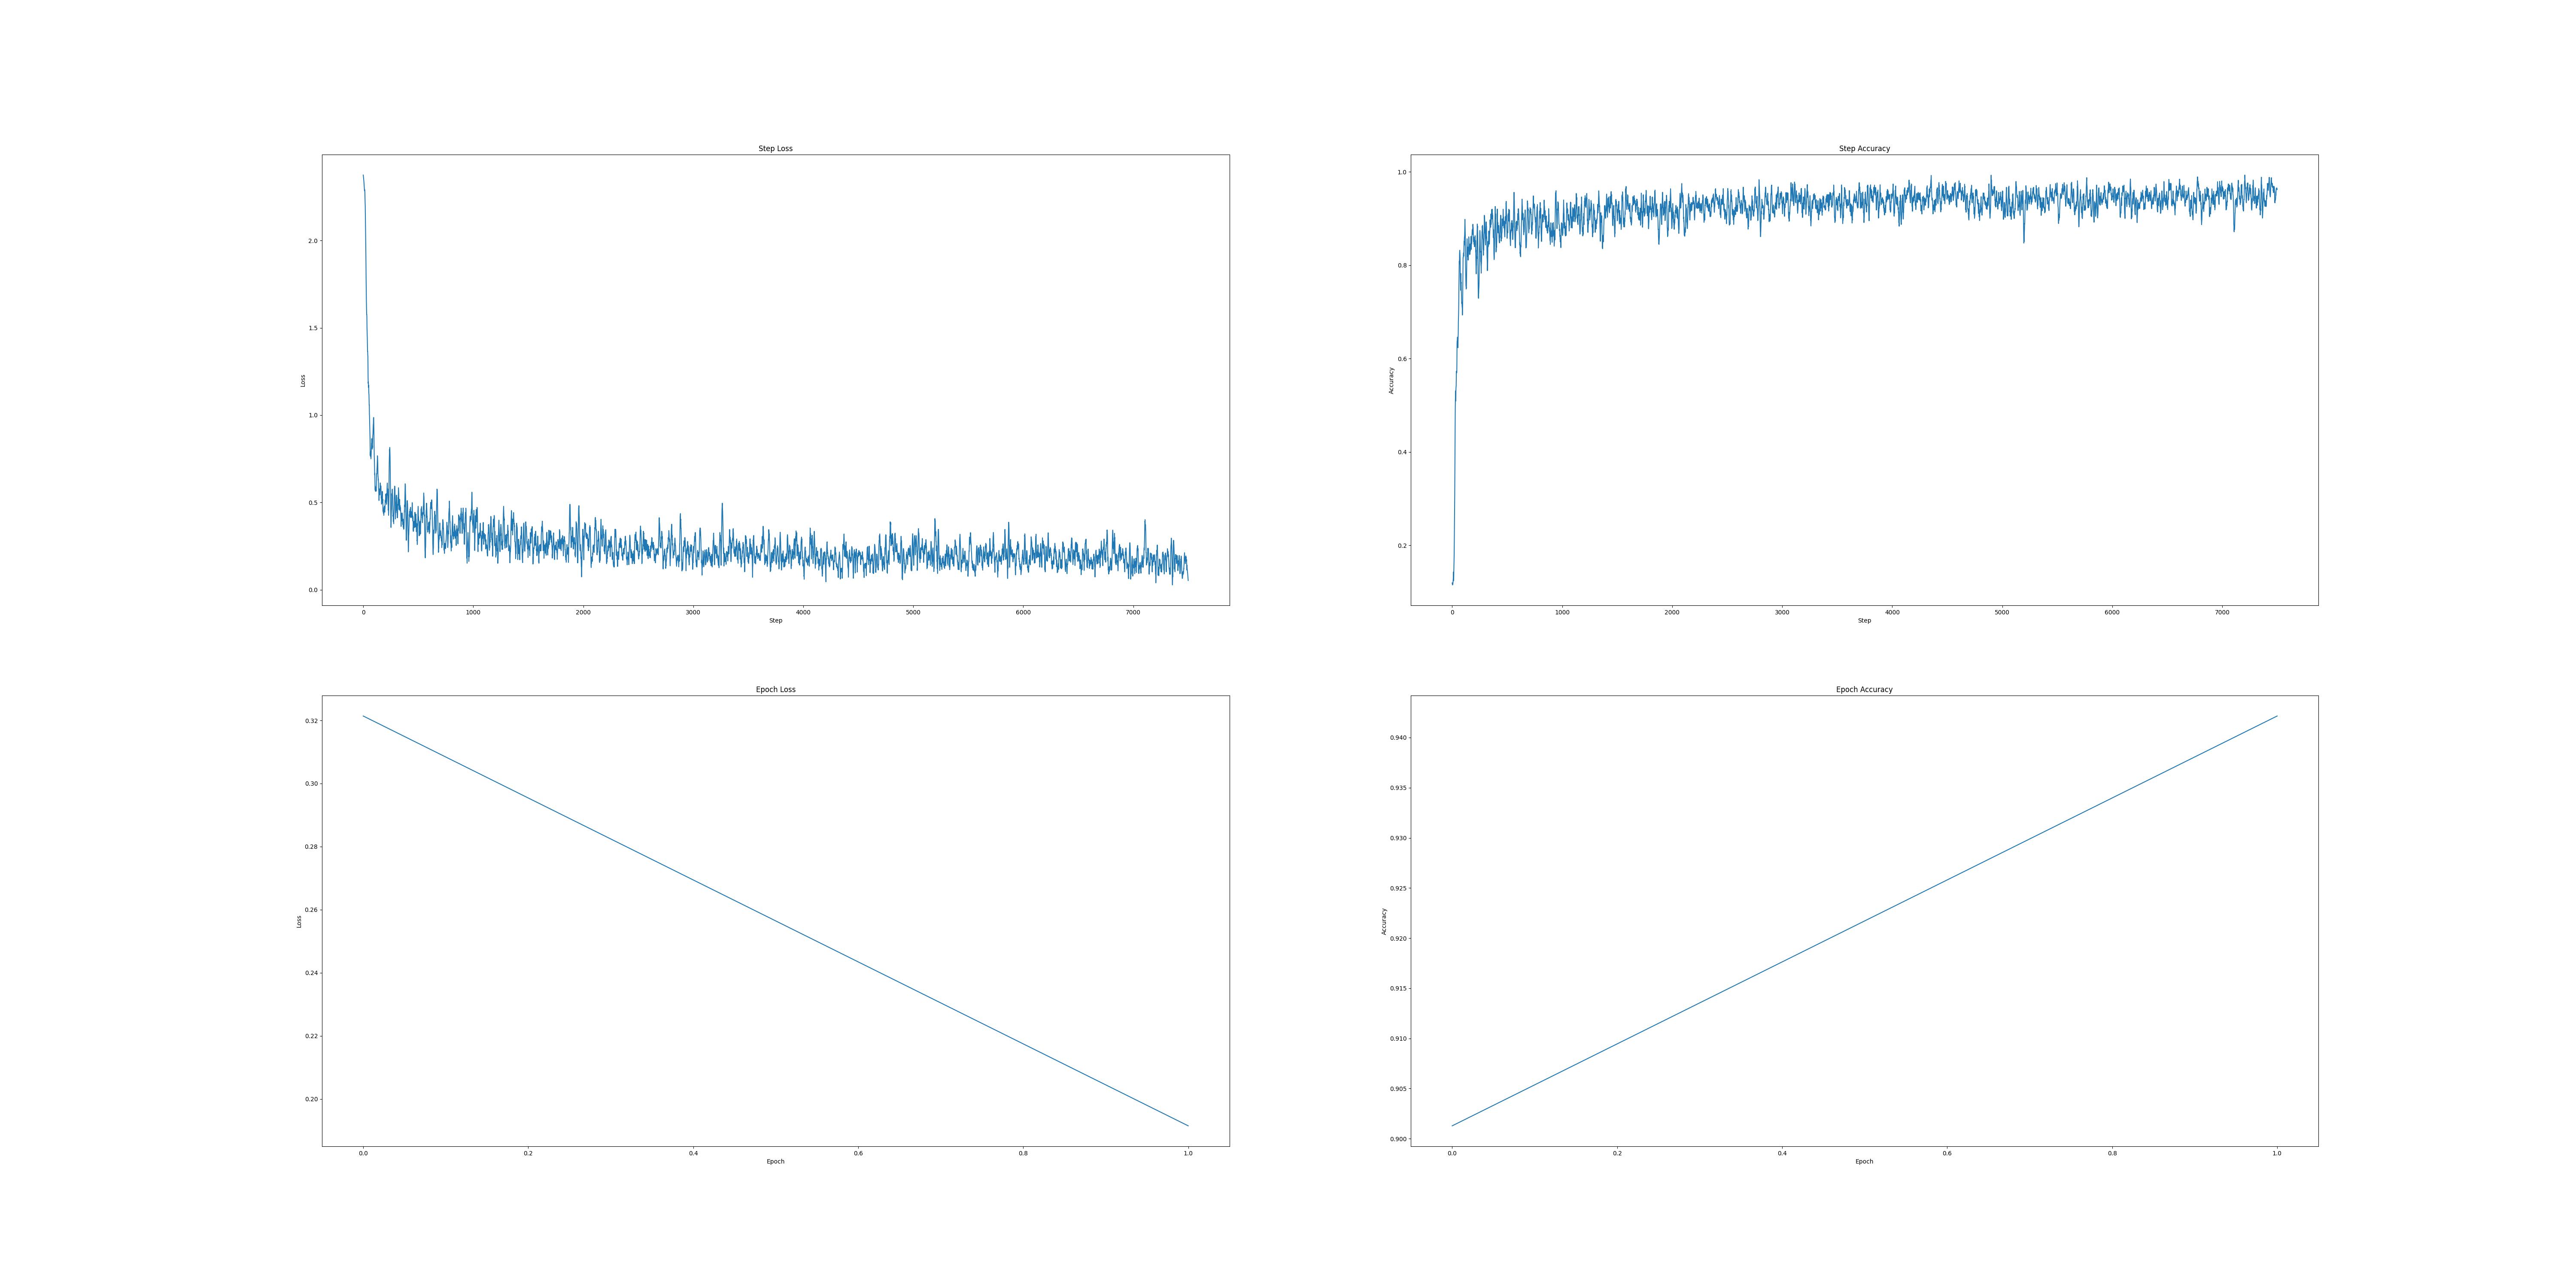 Step Loss
Loss
2.0
1.5
1.0
0.5
0.0
0 1000 2000 3000 4000 5000 6000 7000
Step
Step Accuracy
Accuracy
1.0
0.8
0.6
0.4
0.2
0 1000 2000 3000 4000 5000 6000 7000
Step
Epoch Loss
Loss
0.32
0.30
0.28
0.26
0.24
0.22
0.20
0.0 0.2 0.4 0.6 0.8 1.0
Epoch
Epoch Accuracy
Accuracy
0.940
0.935
0.930
0.925
0.920
0.915
0.910
0.905
0.900
0.0 0.2 0.4 0.6 0.8 1.0
Epoch